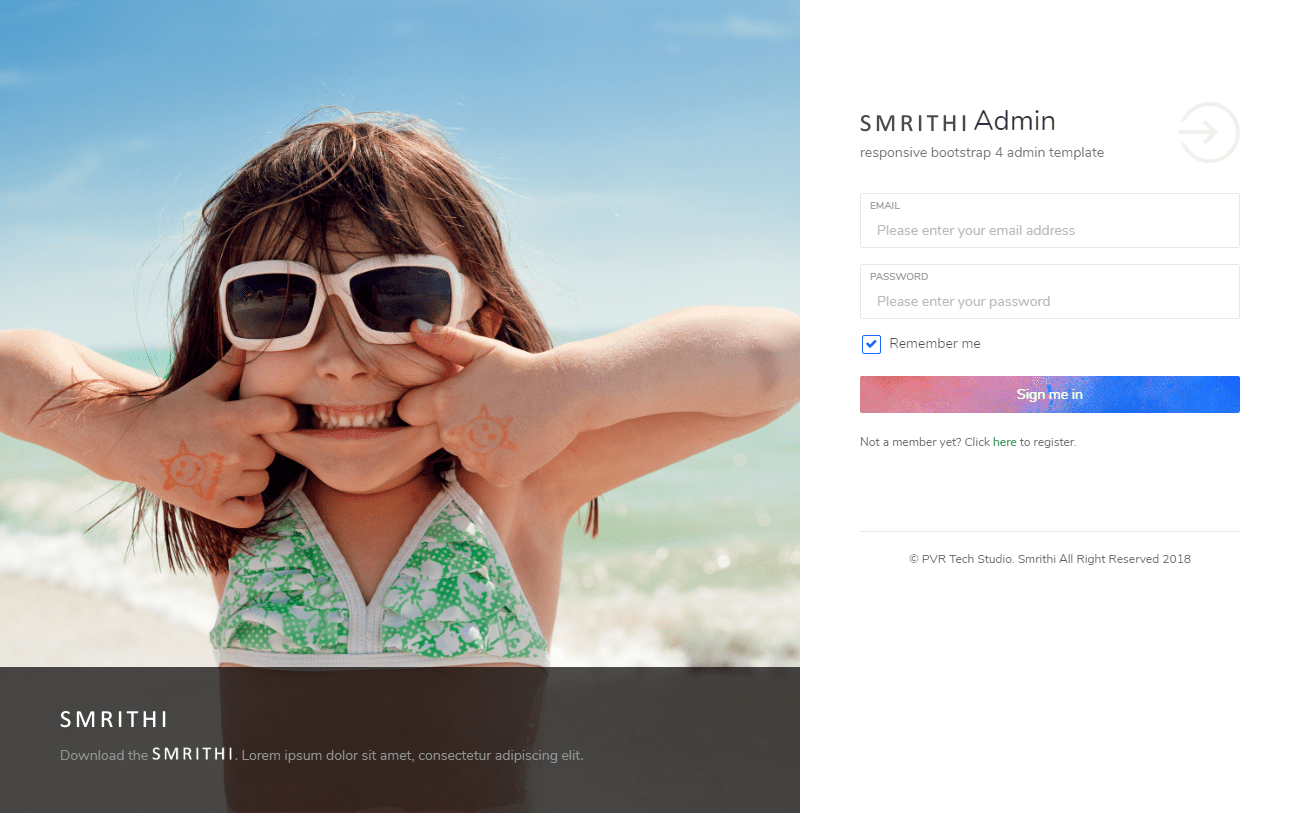 SMRITHI Admin
responsive bootstrap 4 admin template
EMAIL
Please enter your email address
PASSWORD
Please enter your password
Remember me
Sign me in
Not a member yet? Click here to register.
© PVR Tech Studio. Smrithi All Right Reserved 2018
SMRITHI
Download the SMRITHI. Lorem ipsum dolor sit amet, consectetur adipiscing elit.